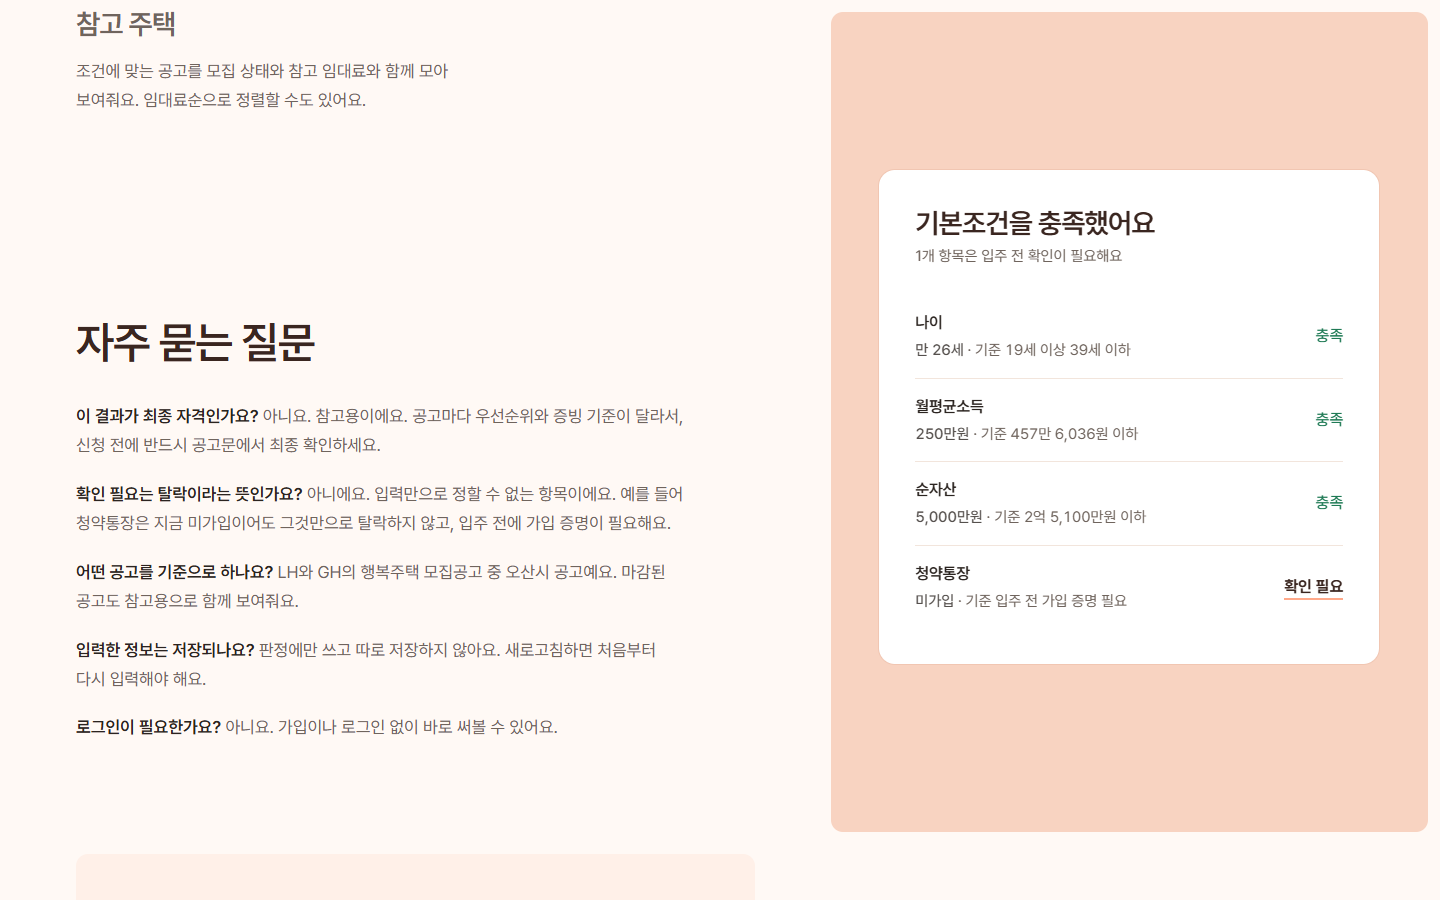 참고 주택
조건에 맞는 공고를 모집 상태와 참고 임대료와 함께 모아
보여줘요. 임대료순으로 정렬할 수도 있어요.
자주 묻는 질문
이 결과가 최종 자격인가요? 아니요. 참고용이에요. 공고마다 우선순위와 증빙 기준이 달라서,
신청 전에 반드시 공고문에서 최종 확인하세요.
확인 필요는 탈락이라는 뜻인가요? 아니에요. 입력만으로 정할 수 없는 항목이에요. 예를 들어
청약통장은 지금 미가입이어도 그것만으로 탈락하지 않고, 입주 전에 가입 증명이 필요해요.
어떤 공고를 기준으로 하나요? LH와 GH의 행복주택 모집공고 중 오산시 공고예요. 마감된
공고도 참고용으로 함께 보여줘요.
입력한 정보는 저장되나요? 판정에만 쓰고 따로 저장하지 않아요. 새로고침하면 처음부터
다시 입력해야 해요.
로그인이 필요한가요? 아니요. 가입이나 로그인 없이 바로 써볼 수 있어요.
기본조건을 충족했어요
1개 항목은 입주 전 확인이 필요해요
나이
만 26세 · 기준 19세 이상 39세 이하
충족
월평균소득
250만원 · 기준 457만 6,036원 이하
충족
순자산
5,000만원 · 기준 2억 5,100만원 이하
충족
청약통장
미가입 · 기준 입주 전 가입 증명 필요
확인 필요